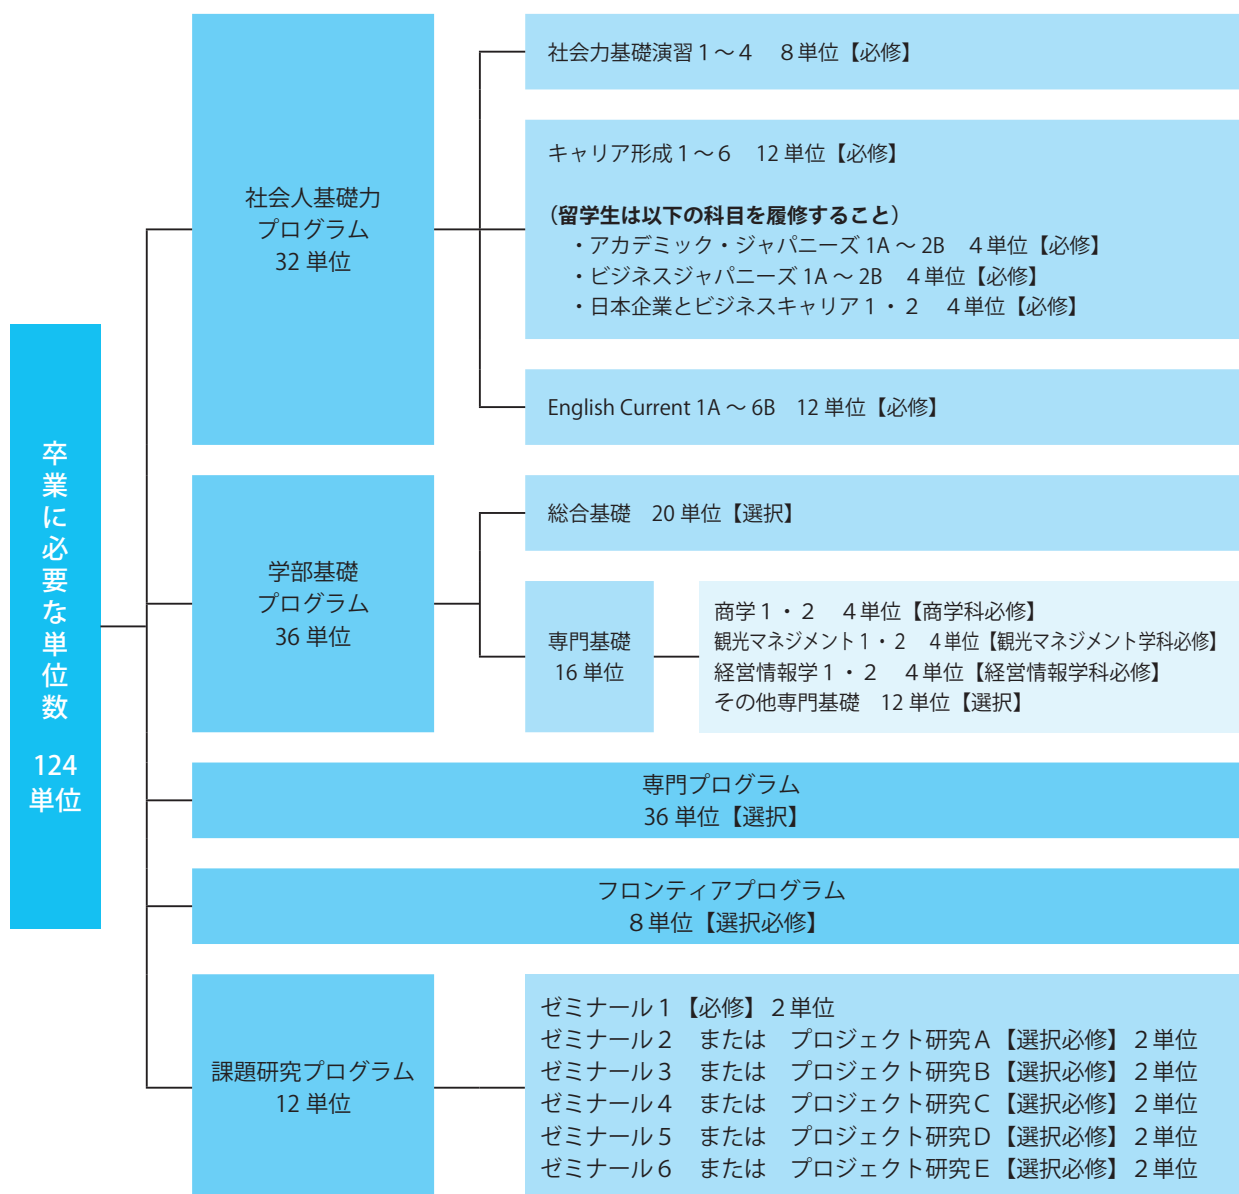 卒業に必要な単位数
124
単位
社会人基礎力
プログラム
32 単位
社会力基礎演習１～４　８単位【必修】
キャリア形成１～６　12 単位【必修】
（留学生は以下の科目を履修すること）
・アカデミック・ジャパニーズ 1A ～ 2B　４単位【必修】
・ビジネスジャパニーズ 1A ～ 2B　４単位【必修】
・日本企業とビジネスキャリア１・２　４単位【必修】
English Current 1A ～ 6B　12 単位【必修】
学部基礎
プログラム
36 単位
総合基礎　20 単位【選択】
専門基礎
16 単位
商学１・２　４単位【商学科必修】
観光マネジメント１・２　４単位【観光マネジメント学科必修】
経営情報学１・２　４単位【経営情報学科必修】
その他専門基礎　12 単位【選択】
専門プログラム
36 単位【選択】
フロンティアプログラム
８単位【選択必修】
課題研究プログラム
12 単位
ゼミナール１【必修】２単位
ゼミナール２　または　プロジェクト研究Ａ【選択必修】２単位
ゼミナール３　または　プロジェクト研究Ｂ【選択必修】２単位
ゼミナール４　または　プロジェクト研究Ｃ【選択必修】２単位
ゼミナール５　または　プロジェクト研究Ｄ【選択必修】２単位
ゼミナール６　または　プロジェクト研究Ｅ【選択必修】２単位